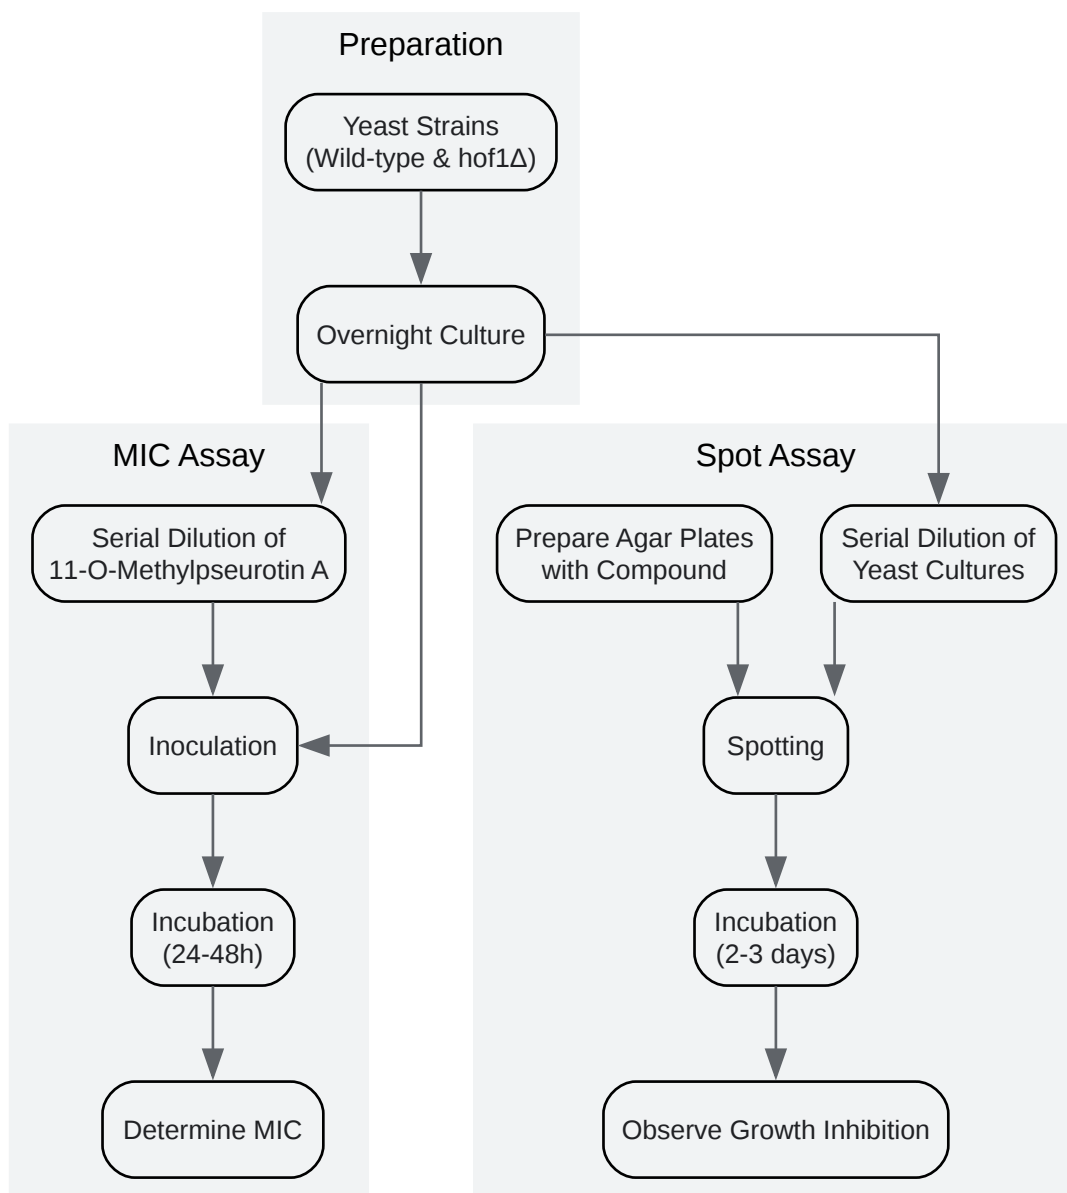 Preparation
Yeast Strains
(Wild-type & hof1Δ)
Overnight Culture
MIC Assay
Serial Dilution of
11-O-Methylpseurotin A
Inoculation
Incubation
(24-48h)
Determine MIC
Spot Assay
Prepare Agar Plates
with Compound
Serial Dilution of
Yeast Cultures
Spotting
Incubation
(2-3 days)
Observe Growth Inhibition